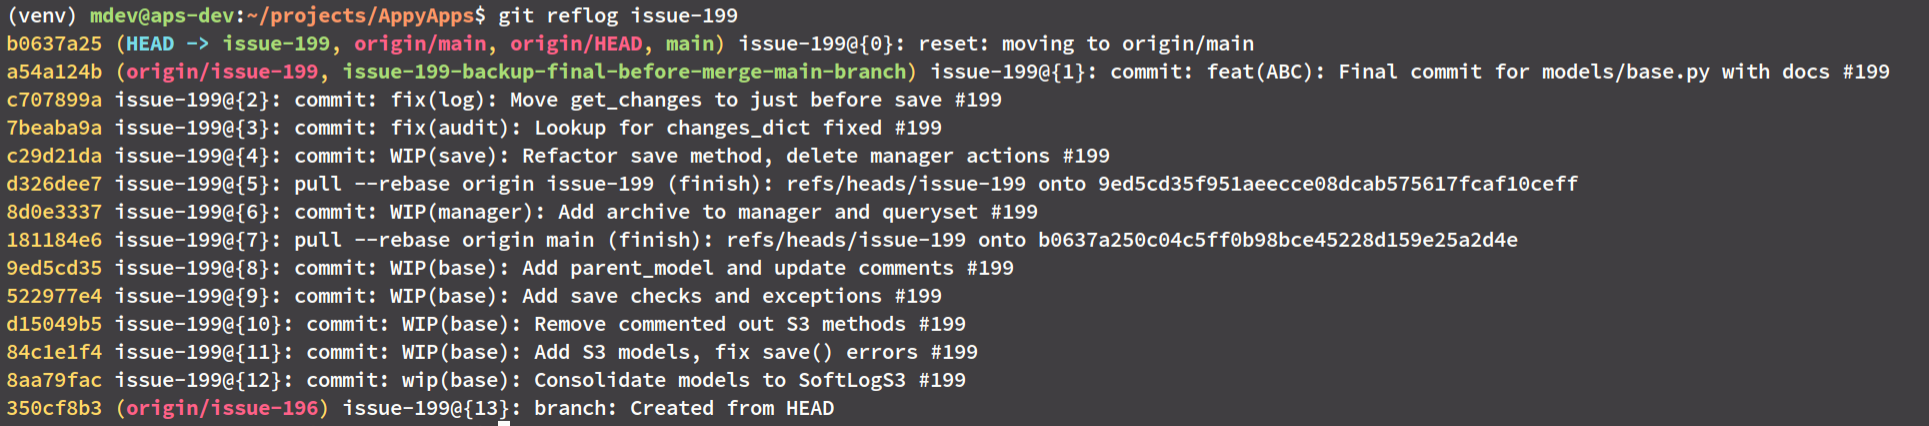 (venv) mdev@aps-dev:~/projects/AppyApps$ git reflog issue-199
b0637a25 (HEAD -> issue-199, origin/main, origin/HEAD, main) issue-199@{0}: reset: moving to origin/main
a54a124b (origin/issue-199, issue-199-backup-final-before-merge-main-branch) issue-199@{1}: commit: feat(ABC): Final commit for models/base.py with docs #199
c707899a issue-199@{2}: commit: fix(log): Move get_changes to just before save #199
7beaba9a issue-199@{3}: commit: fix(audit): Lookup for changes_dict fixed #199
c29d21da issue-199@{4}: commit: WIP(save): Refactor save method, delete manager actions #199
d326dee7 issue-199@{5}: pull --rebase origin issue-199 (finish): refs/heads/issue-199 onto 9ed5cd35f951aeecce08dcab575617fcaf10ceff
8d0e3337 issue-199@{6}: commit: WIP(manager): Add archive to manager and queryset #199
181184e6 issue-199@{7}: pull --rebase origin main (finish): refs/heads/issue-199 onto b0637a250c04c5ff0b98bce45228d159e25a2d4e
9ed5cd35 issue-199@{8}: commit: WIP(base): Add parent_model and update comments #199
522977e4 issue-199@{9}: commit: WIP(base): Add save checks and exceptions #199
d15049b5 issue-199@{10}: commit: WIP(base): Remove commented out S3 methods #199
84c1e1f4 issue-199@{11}: commit: WIP(base): Add S3 models, fix save() errors #199
8aa79fac issue-199@{12}: commit: wip(base): Consolidate models to SoftLogS3 #199
350cf8b3 (origin/issue-196) issue-199@{13}: branch: Created from HEAD